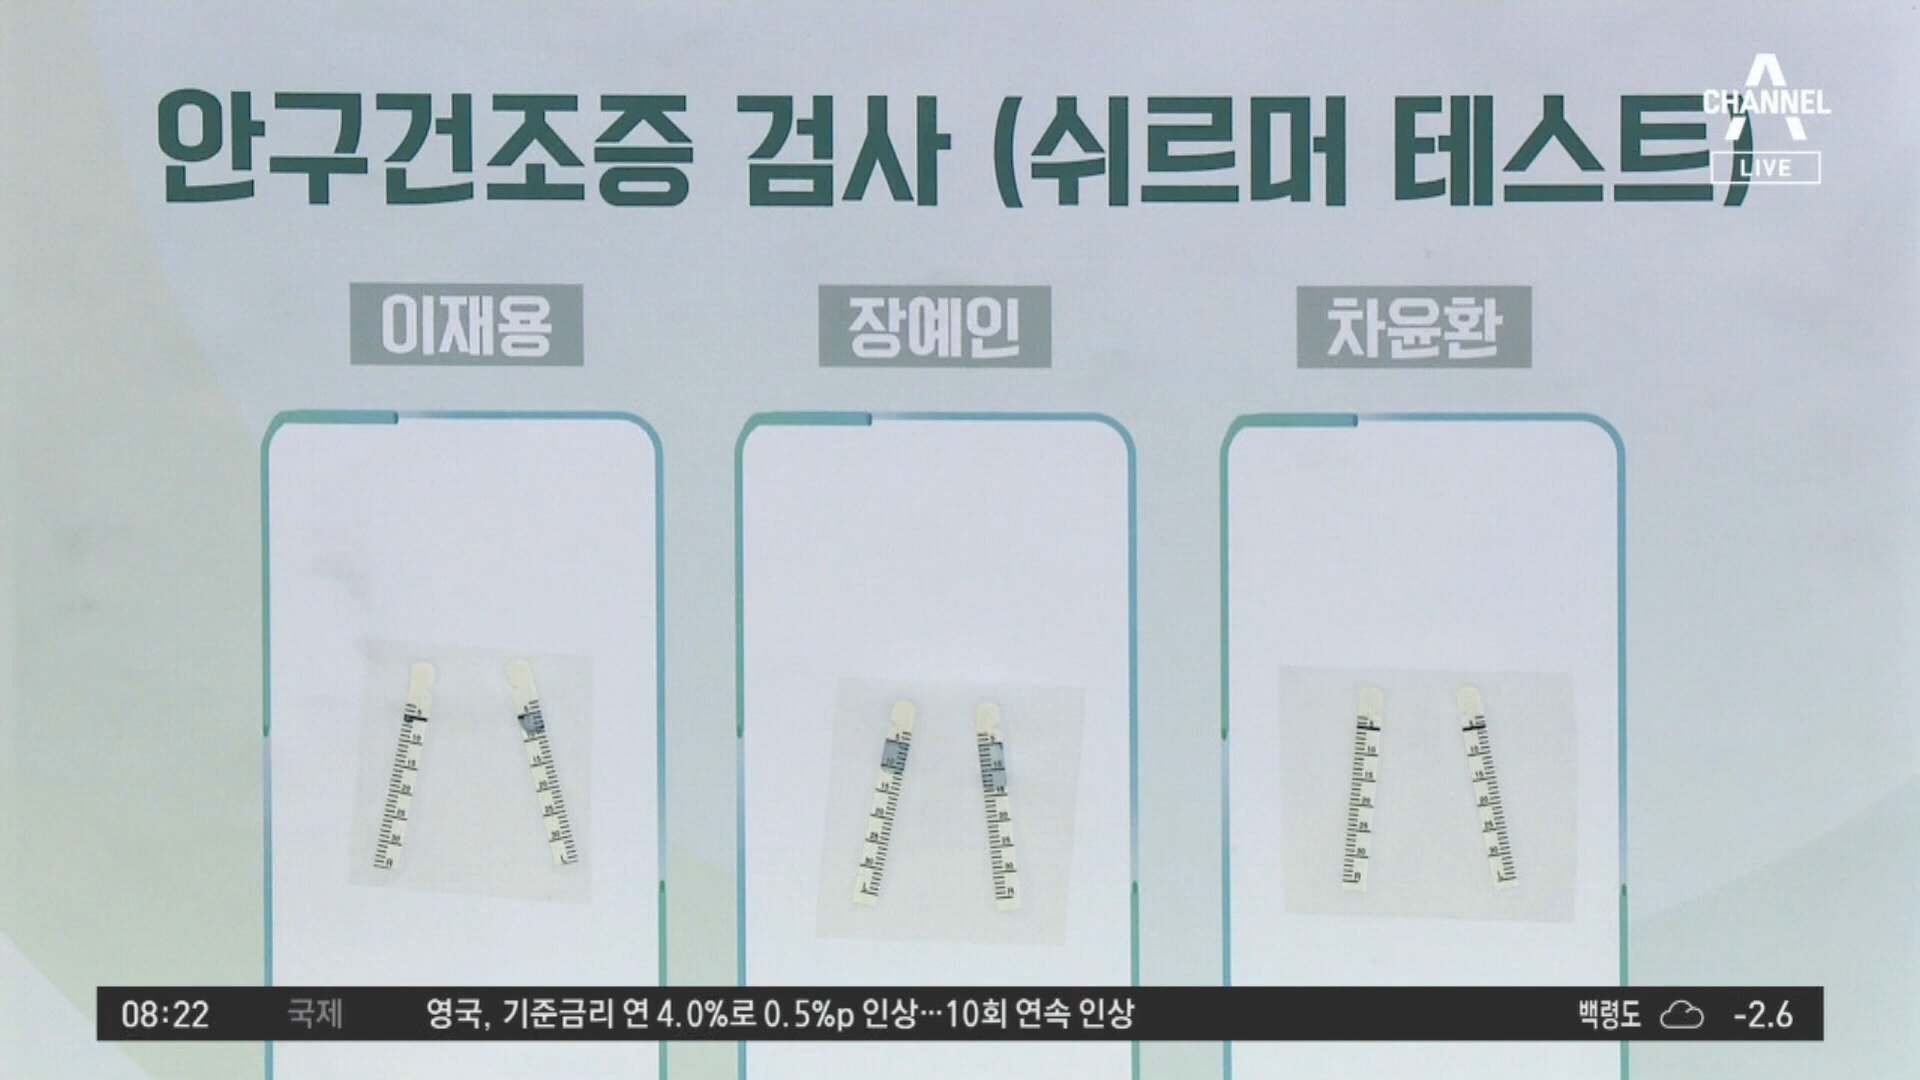 안구건조증 검사 (쉬르머 테스트)
CHANNEL A
LIVE
이재용
장예인
차윤환
08:22 국제 영국, 기준금리 연 4.0%로 0.5%p 인상…10회 연속 인상 백령도 -2.6